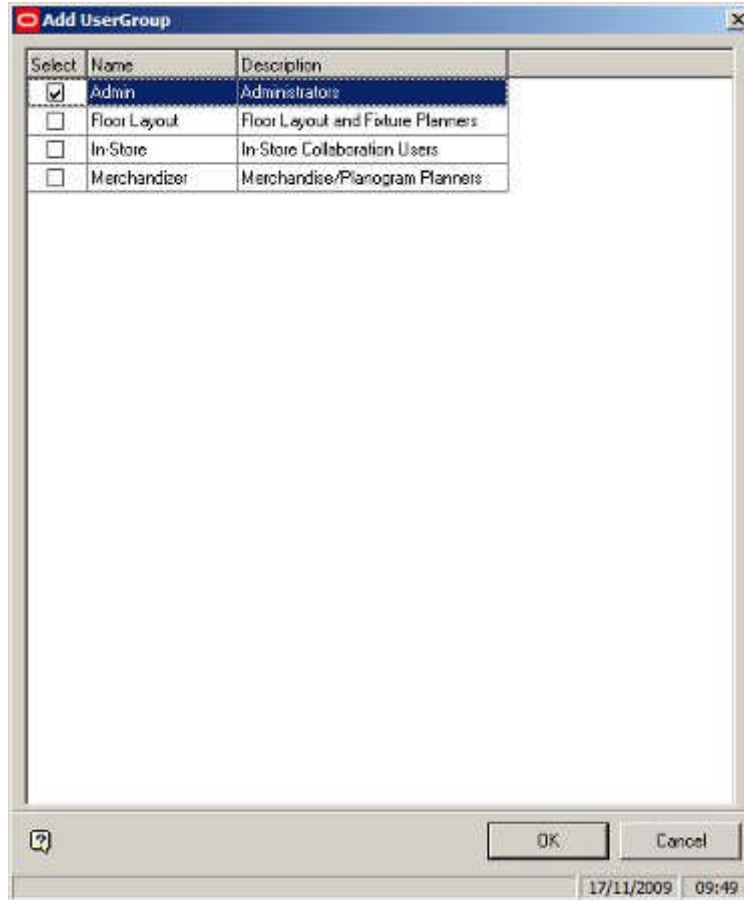 Add UserGroup
Select Name Description
Admin Administrators
Floor Layout Floor Layout and Fixture Planners
In-Store In-Store Collaboration Users
Merchandizer Merchandise/Planogram Planners
OK Cancel
17/11/2009 09:49